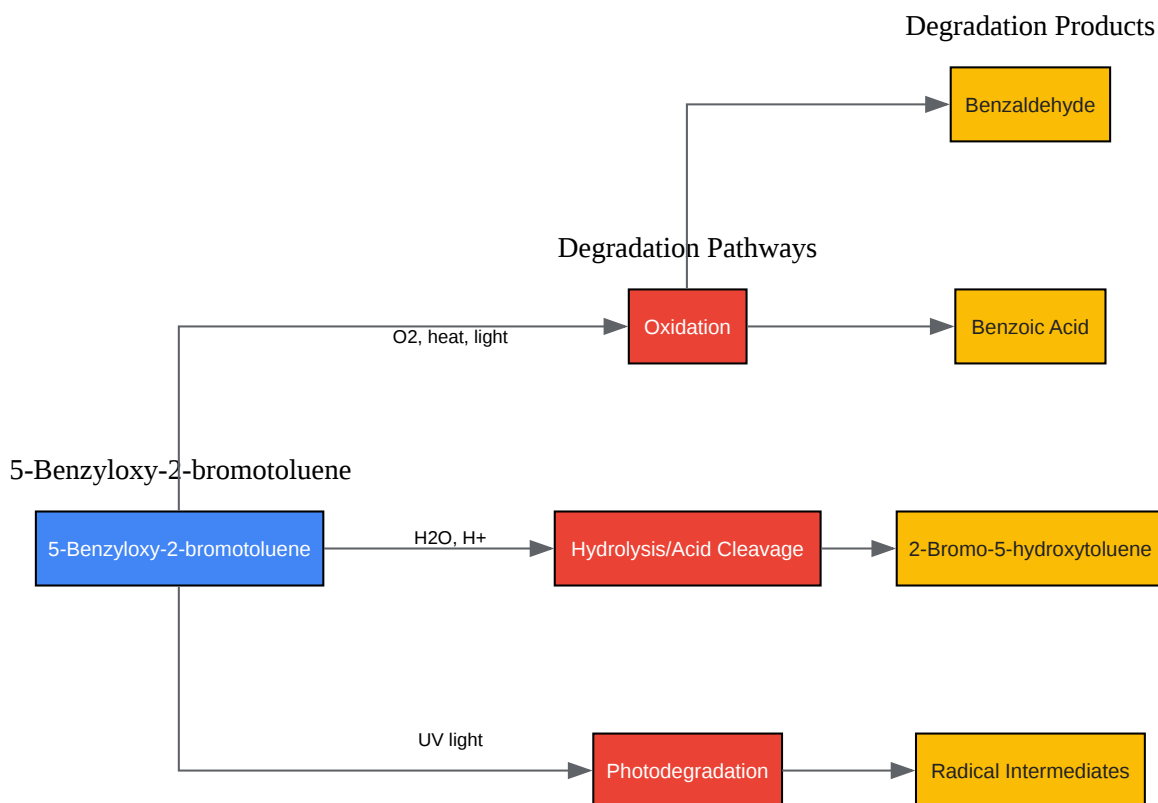 Degradation Products
Benzaldehyde
Degradation Pathways
O2, heat, light
Oxidation
Benzoic Acid
5-Benzyloxy-2-bromotoluene
5-Benzyloxy-2-bromotoluene
H2O, H+
Hydrolysis/Acid Cleavage
2-Bromo-5-hydroxytoluene
UV light
Photodegradation
Radical Intermediates